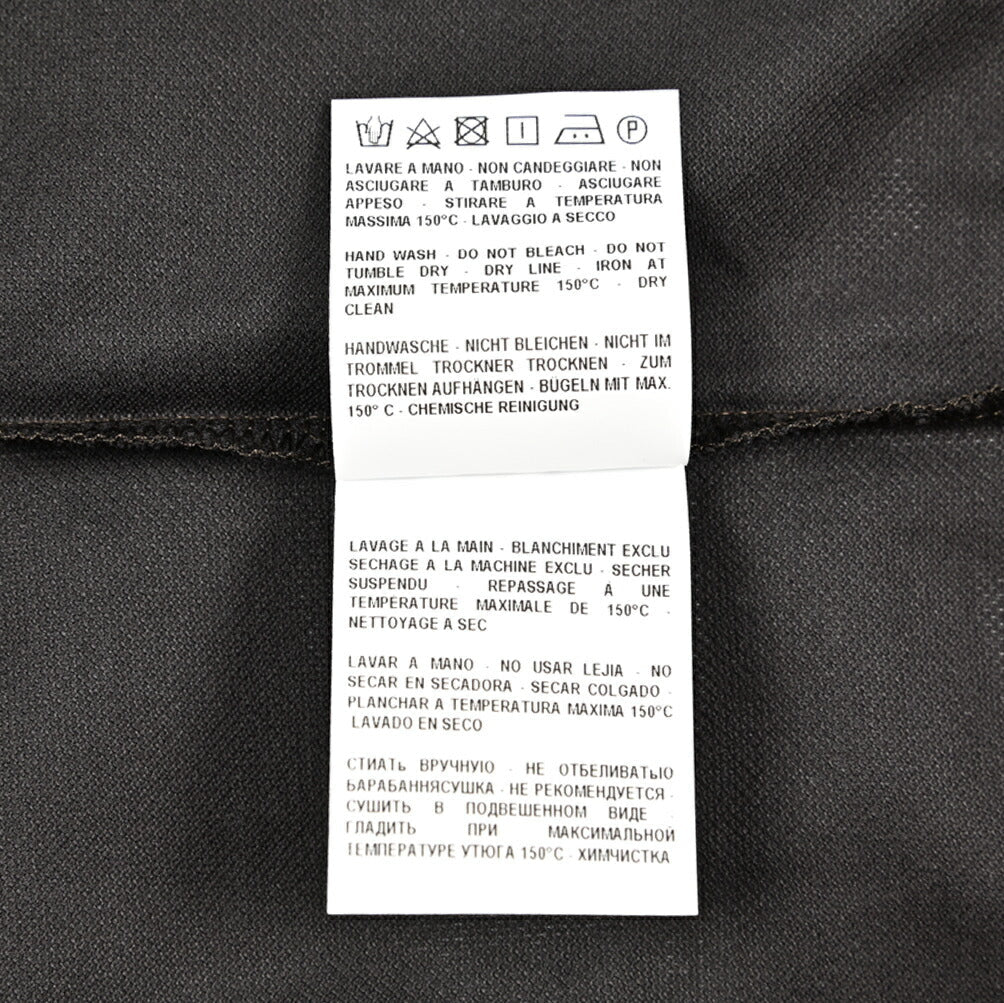 P
LAVARE A MANO - NON CANDEGGIARE - NON
ASCIUGARE A TAMBURO - ASCIUGARE
APPESO - STIRARE A TEMPERATURA
MASSIMA 150°C - LAVAGGIO A SECCO
HAND WASH - DO NOT BLEACH - DO NOT
TUMBLE DRY - DRY LINE - IRON AT
MAXIMUM TEMPERATURE 150°C - DRY
CLEAN
HANDWASCHE - NICHT BLEICHEN - NICHT IM
TROMMEL TROCKNER TROCKNEN - ZUM
TROCKNEN AUFHÄNGEN - BÜGELN MIT MAX.
150° C - CHEMISCHE REINIGUNG
LAVAGE A LA MAIN - BLANCHIMENT EXCLU
SECHAGE A LA MACHINE EXCLU - SECHER
SUSPENDU - REPASSAGE À UNE
TEMPÉRATURE MAXIMALE DE 150°C -
NETTOYAGE A SEC
LAVAR A MANO - NO USAR LEJIA - NO
SECAR EN SECADORA - SECAR COLGADO -
PLANCHAR A TEMPERATURA MAXIMA 150°C
LAVADO EN SECO
СТИАТЬ ВРУЧНУЮ - НЕ ОТБЕЛИВАТЬЮ
БАРАБАННЯСУШКА - НЕ РЕКОМЕНДУЕТСЯ -
СУШИТЬ В ПОДВЕШЕННОМ ВИДЕ -
ГЛАДИТЬ ПРИ МАКСИМАЛЬНОЙ
ТЕМПЕРАТУРЕ УТЮГА 150°C - ХИМЧИСТКА